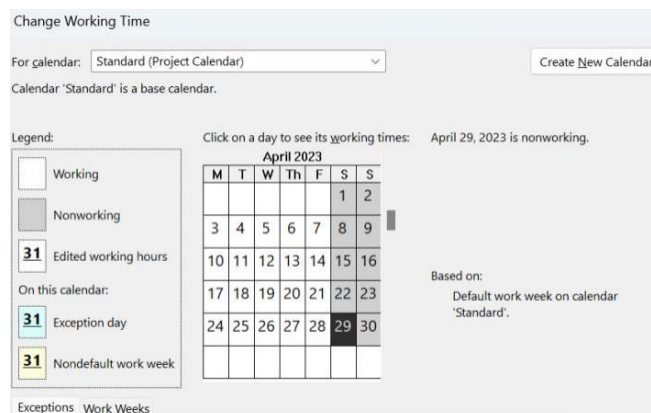 Change Working Time
For calendar: Standard (Project Calendar)
Create New Calendar
Calendar 'Standard' is a base calendar.
Legend:
Working
Nonworking
31 Edited working hours
On this calendar:
31 Exception day
31 Nondefault work week
Click on a day to see its working times:
April 2023
M T W Th F S S
1 2
3 4 5 6 7 8 9
10 11 12 13 14 15 16
17 18 19 20 21 22 23
24 25 26 27 28 29 30
April 29, 2023 is nonworking.
Based on:
Default work week on calendar
'Standard'.
Exceptions Work Weeks